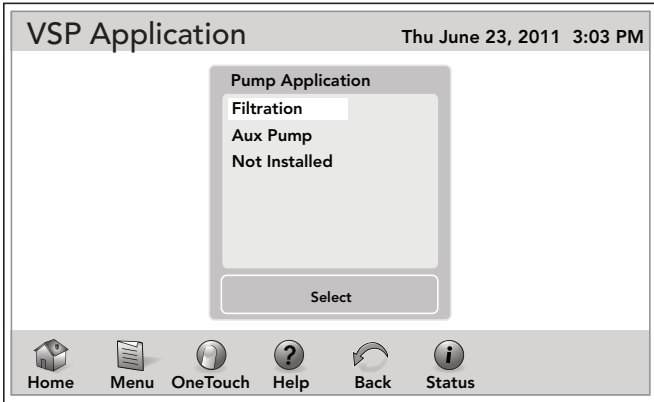 VSP Application
Thu June 23, 2011 3:03 PM
Pump Application
Filtration
Aux Pump
Not Installed
Select
?
i
Home Menu OneTouch Help Back Status